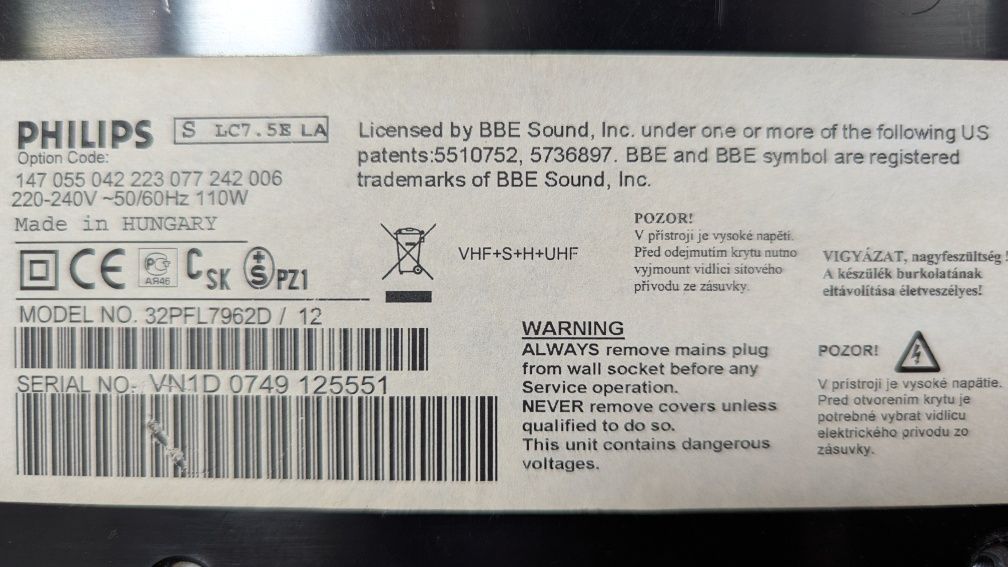 PHILIPS
S LC7.5E LA
Option Code:
147 055 042 223 077 242 006
220-240V ~50/60Hz 110W
Made in HUNGARY
CE
PG
АЯ46
CSK
S PZ1
MODEL NO. 32PFL7962D / 12
SERIAL NO. VN1D 0749 125551
Licensed by BBE Sound, Inc. under one or more of the following US
patents:5510752, 5736897. BBE and BBE symbol are registered
trademarks of BBE Sound, Inc.
VHF+S+H+UHF
POZOR!
V přístroji je vysoké napětí.
Před odejmutím krytu nutno
vyjmount vidlici síťového
přívodu ze zásuvky.
VIGYÁZAT, nagyfeszültség !
A készülék burkolatának
eltávolítása életveszélyes!
WARNING
ALWAYS remove mains plug
from wall socket before any
Service operation.
NEVER remove covers unless
qualified to do so.
This unit contains dangerous
voltages.
POZOR!
V prístroji je vysoké napätie.
Pred otvorením krytu je
potrebné vybrat vidlicu
elektrického prívodu zo
zásuvky.